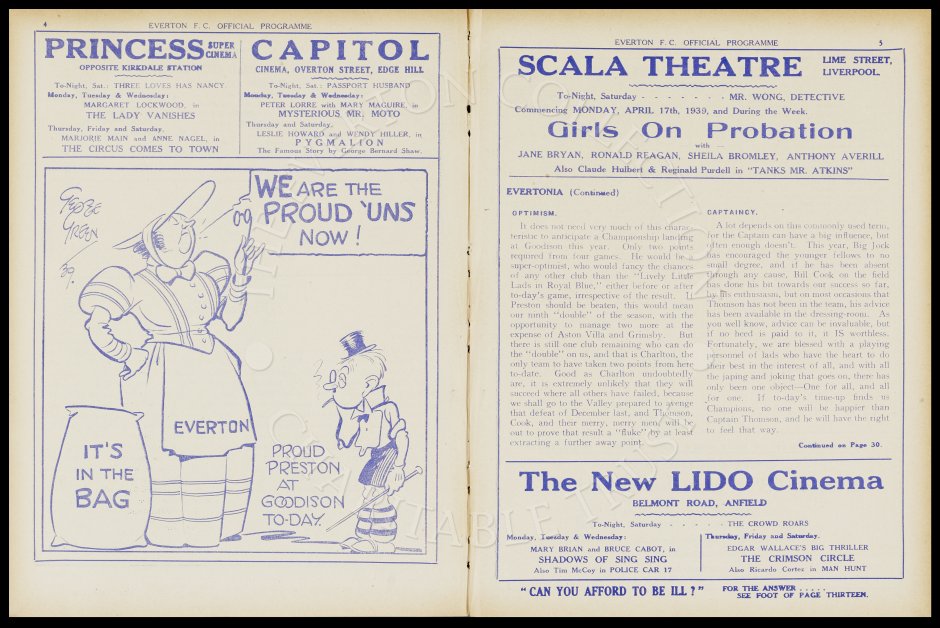 4
EVERTON F. C. OFFICIAL PROGRAMME
PRINCESS SUPER CINEMA
OPPOSITE KIRKDALE STATION
To-Night, Sat.: THREE LOVES HAS NANCY.
Monday, Tuesday & Wednesday:
MARGARET LOCKWOOD, in
THE LADY VANISHES
Thursday, Friday and Saturday.
MARJORIE MAIN and ANNE NAGEL, in
THE CIRCUS COMES TO TOWN
CAPITOL
CINEMA, OVERTON STREET, EDGE HILL
To-Night, Sat.: PASSPORT HUSBAND
Monday, Tuesday & Wednesday:
PETER LORRE with MARY MAGUIRE, in
MYSTERIOUS MR. MOTO
Thursday and Saturday,
LESLIE HOWARD and WENDY HILLER, in
PYGMALION
The Famous Story by George Bernard Shaw.
GEORGE
GREEN
39.
WE ARE THE
PROUD 'UNS
NOW!
EVERTON
IT'S
IN THE
BAG
PROUD
PRESTON
AT
GOODISON
TO-DAY.
EVERTON F.C. OFFICIAL PROGRAMME
5
SCALA THEATRE
LIME STREET,
LIVERPOOL.
To-Night, Saturday - - - - - - - - MR. WONG, DETECTIVE
Commencing MONDAY, APRIL 17th, 1939, and During the Week.
Girls On Probation
with —
JANE BRYAN, RONALD REAGAN, SHEILA BROMLEY, ANTHONY AVERILL
Also Claude Hulbert & Reginald Purdell in "TANKS MR. ATKINS"
EVERTONIA (Continued)
OPTIMISM.
It does not need very much of this charac-
teristic to anticipate a Championship landing
at Goodison this year. Only two points
required from four games. He would be a
super-optimist, who would fancy the chances
of any other club than the "Lively Little
Lads in Royal Blue," either before or after
to-day's game, irrespective of the result. If
Preston should be beaten, this would mean
our ninth "double" of the season, with the
opportunity to manage two more at the
expense of Aston Villa and Grimsby. But
there is still one club remaining who can do
the "double" on us, and that is Charlton, the
only team to have taken two points from here
to-date. Good as Charlton undoubtedly
are, it is extremely unlikely that they will
succeed where all others have failed, because
we shall go to the Valley prepared to avenge
that defeat of December last, and Thomson,
Cook, and their merry, merry men, will be
out to prove that result a "fluke" by at least
extracting a further away point.
CAPTAINCY.
A lot depends on this commonly used term,
for the Captain can have a big influence, but
often enough doesn't. This year, Big Jock
has encouraged the younger fellows to no
small degree, and if he has been absent
through any cause, Bill Cook on the field
has done his bit towards our success so far,
by his enthusiasm, but on most occasions that
Thomson has not been in the team, his advice
has been available in the dressing-room. As
you well know, advice can be invaluable, but
if no heed is paid to it, it IS worthless.
Fortunately, we are blessed with a playing
personnel of lads who have the heart to do
their best in the interest of all, and with all
the japing and joking that goes on, there has
only been one object—One for all, and all
for one. If to-day's time-up finds us
Champions, no one will be happier than
Captain Thomson, and he will have the right
to feel that way.
Continued on Page 30.
The New LIDO Cinema
BELMONT ROAD, ANFIELD
To-Night, Saturday - - - - - - THE CROWD ROARS
Monday, Tuesday & Wednesday:
MARY BRIAN and BRUCE CABOT, in
SHADOWS OF SING SING
Also Tim McCoy in POLICE CAR 17
Thursday, Friday and Saturday.
EDGAR WALLACE'S BIG THRILLER
THE CRIMSON CIRCLE
Also Ricardo Cortez in MAN HUNT
"CAN YOU AFFORD TO BE ILL?"
FOR THE ANSWER . . . . .
SEE FOOT OF PAGE THIRTEEN.